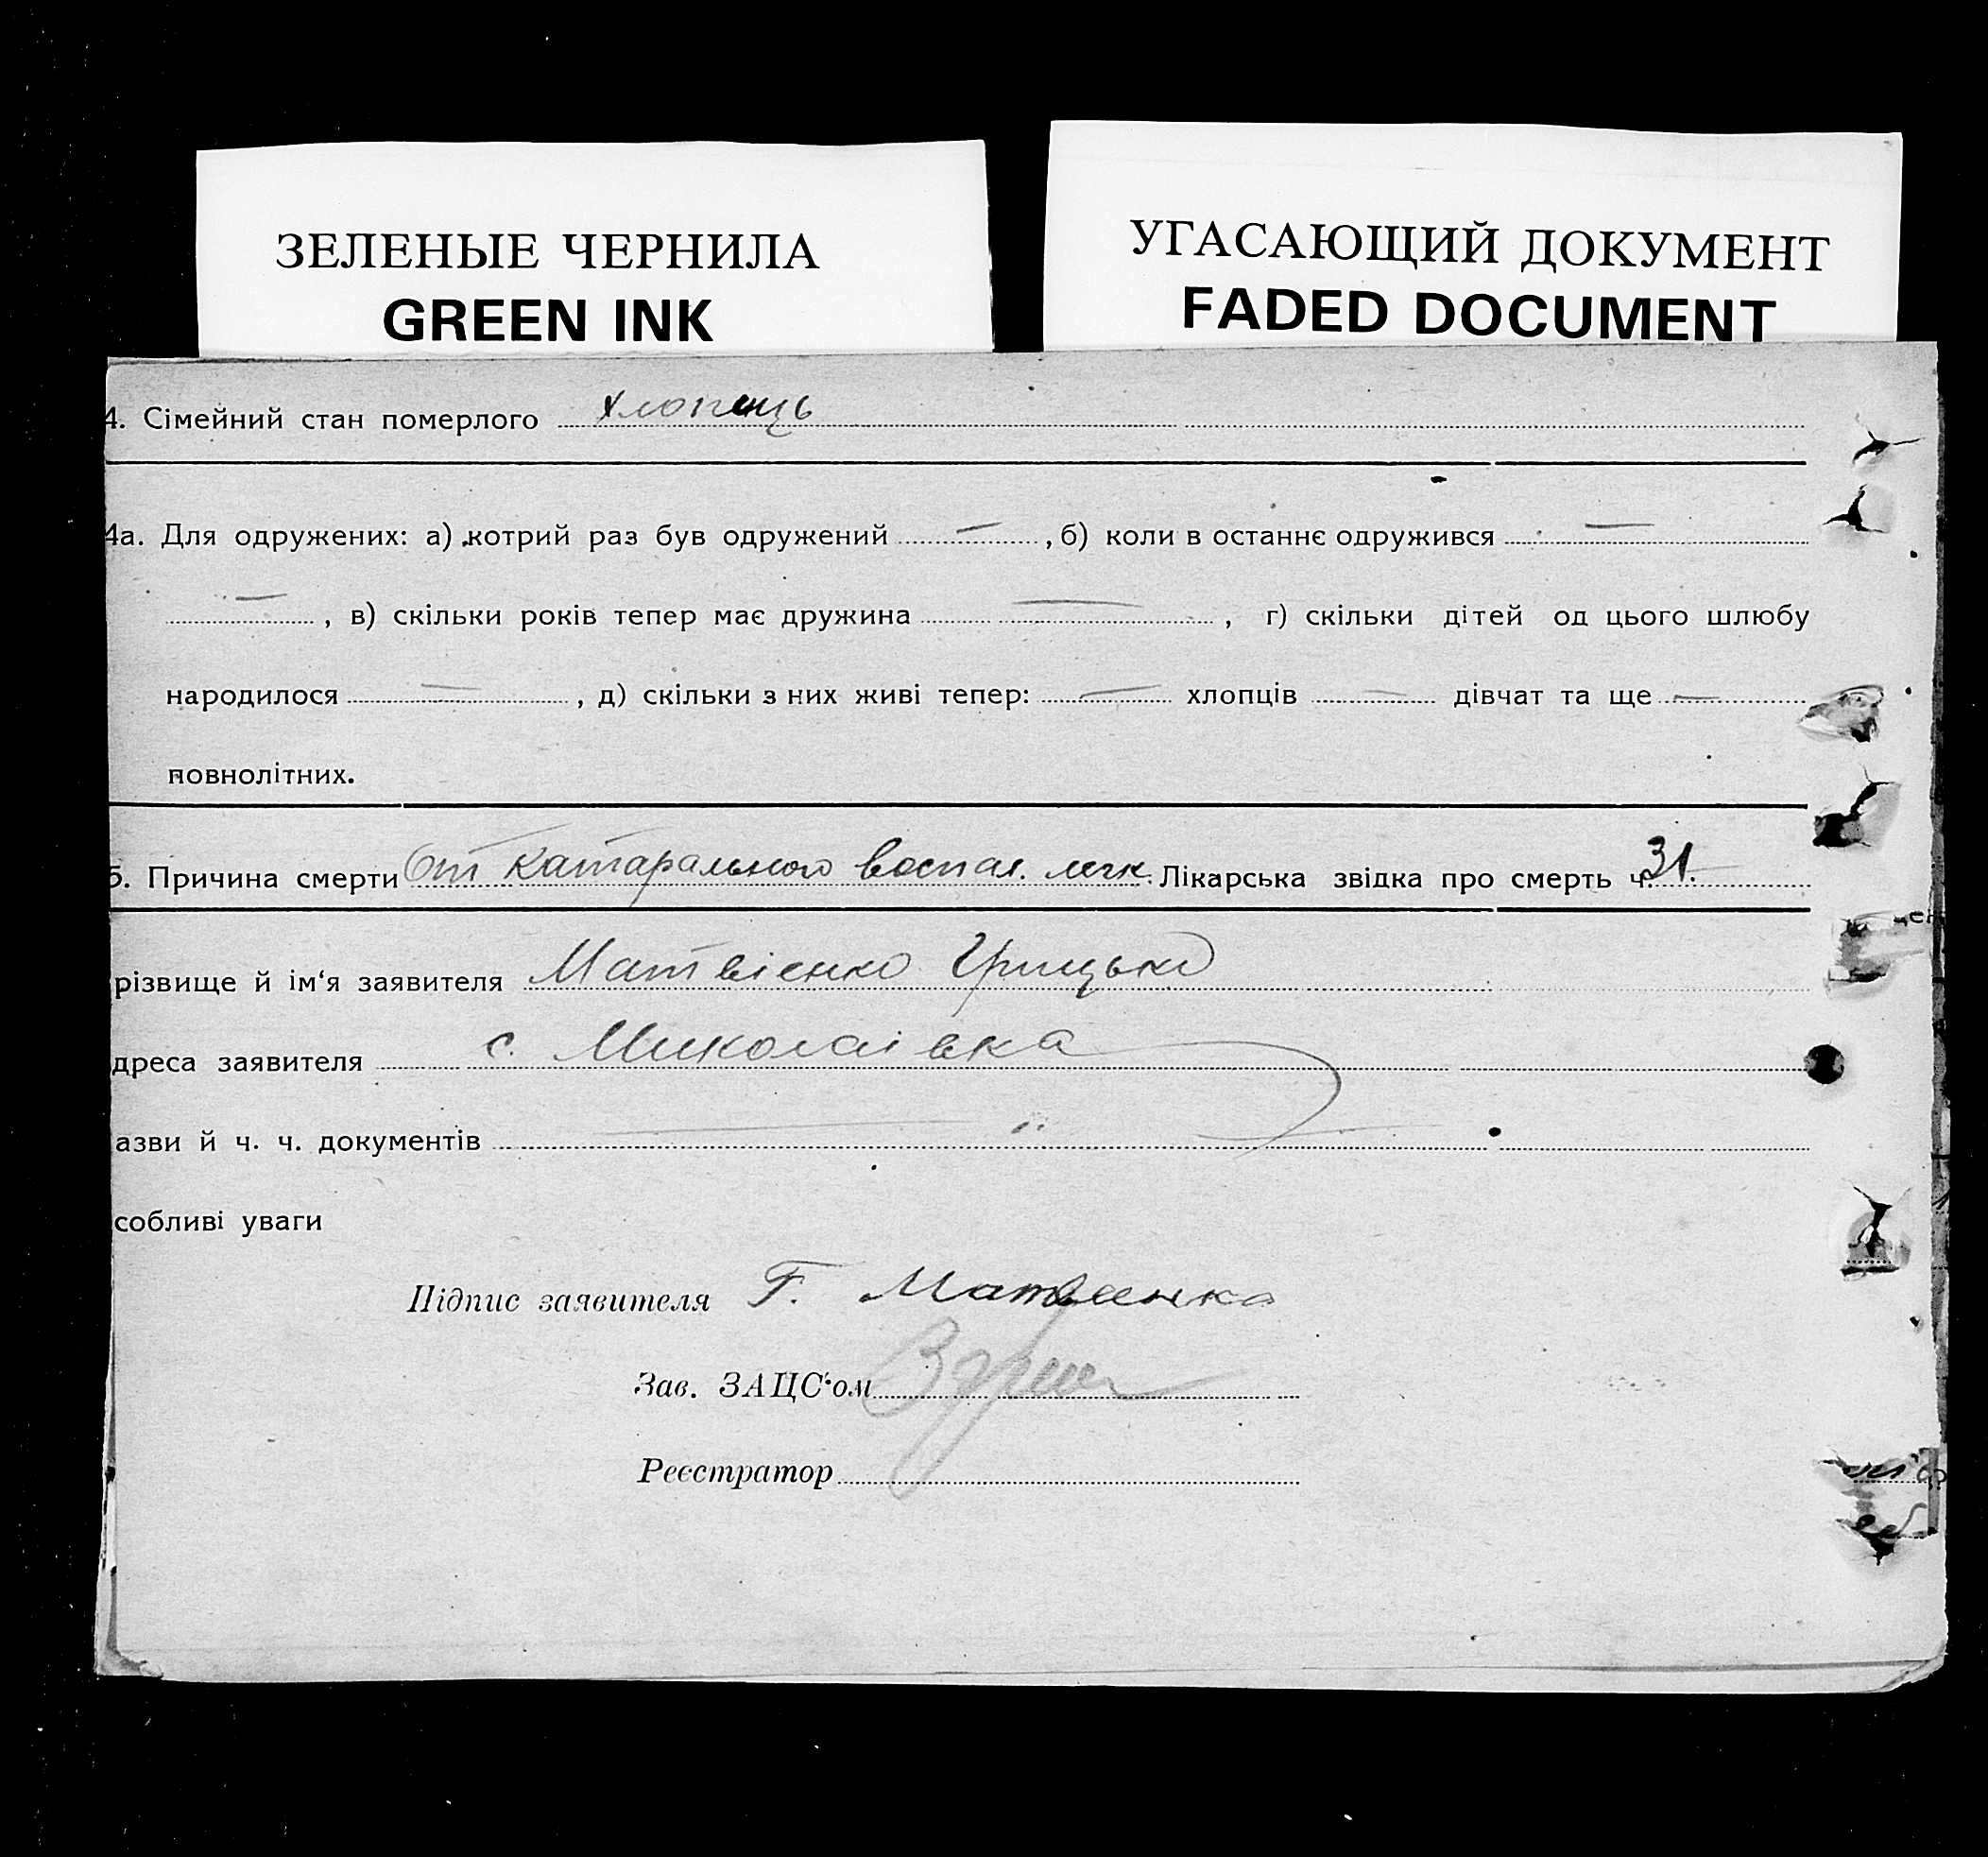 ЗЕЛЕНЫЕ ЧЕРНИЛА
GREEN INK
УГАСАЮЩИЙ ДОКУМЕНТ
FADED DOCUMENT
4. Сімейний стан померлого хлопець
4а. Для одружених: а) котрий раз був одружений — , б) коли в останнє одружився —
— , в) скільки років тепер має дружина — , г) скільки дітей од цього шлюбу
народилося — , д) скільки з них живі тепер: — хлопців — дівчат та ще —
повнолітних.
5. Причина смерти От катарального воспал. легк. Лікарська звідка про смерть ч. 31.
різвище й ім‘я заявителя Матвієнко Грицько
дреса заявителя с. Миколаївка
азви й ч. ч. документів —
собливі уваги
Підпис заявителя Г. Матвиенко
Зав. ЗАЦС‘ом
Реєстратор